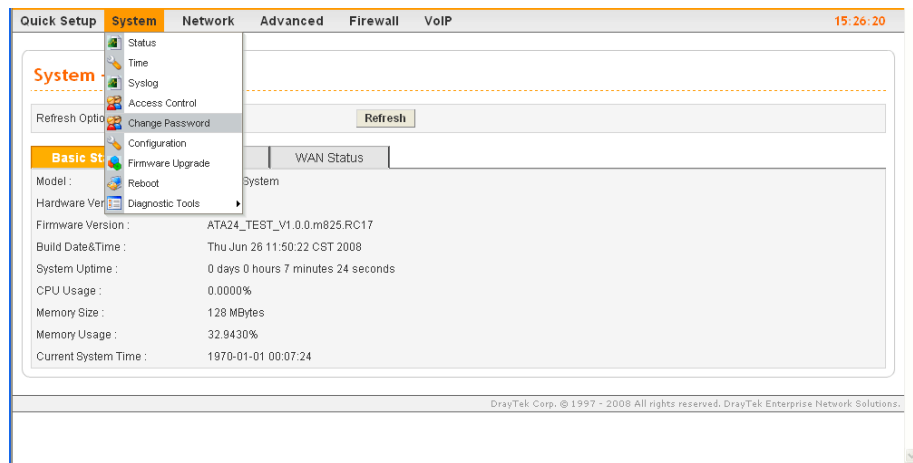 Quick Setup System Network Advanced Firewall VoIP 15:26:20
Status
Time
System -
Syslog
Access Control
Refresh Optio
Refresh
Change Password
Configuration
Basic St
WAN Status
Firmware Upgrade
Model : System
Reboot
Hardware Ver
Diagnostic Tools
Firmware Version : ATA24_TEST_V1.0.0.m825.RC17
Build Date&Time : Thu Jun 26 11:50:22 CST 2008
System Uptime : 0 days 0 hours 7 minutes 24 seconds
CPU Usage : 0.0000%
Memory Size : 128 MBytes
Memory Usage : 32.9430%
Current System Time : 1970-01-01 00:07:24
DrayTek Corp. © 1997 - 2008 All rights reserved. DrayTek Enterprise Network Solutions.